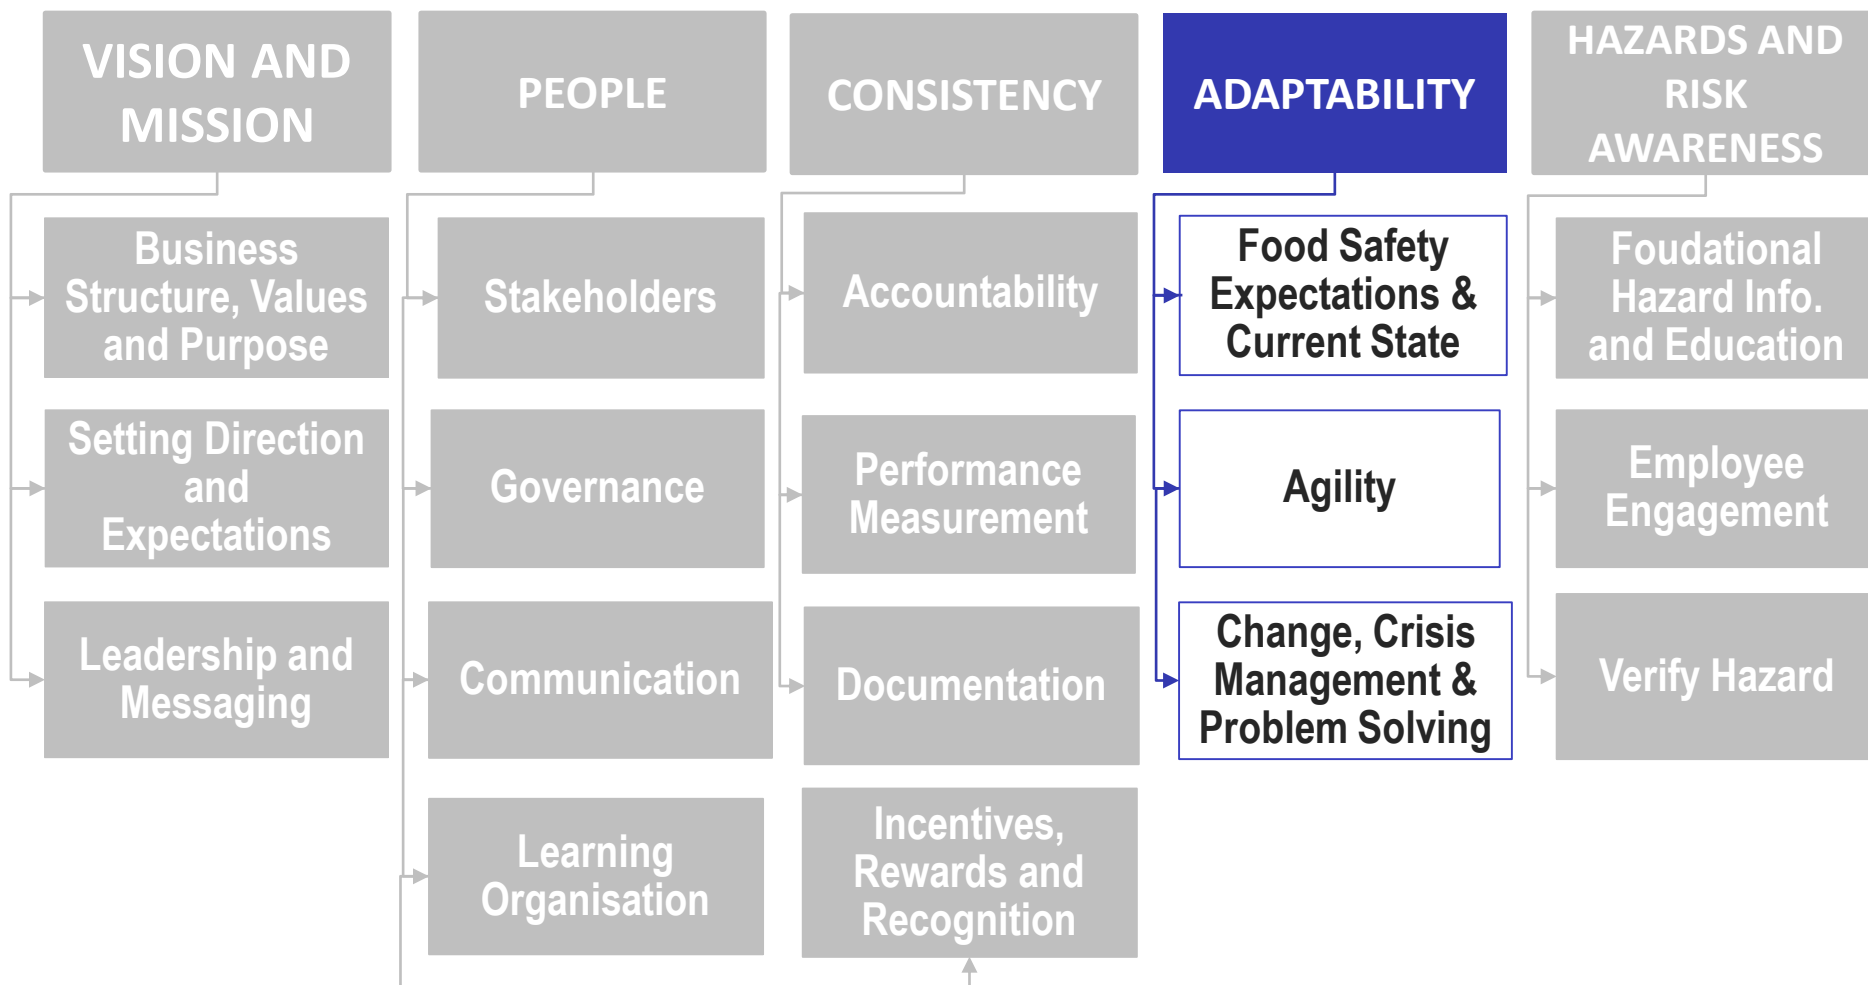 VISION AND
MISSION
Business
Structure, Values
and Purpose
Setting Direction
and
Expectations
Leadership and
Messaging
PEOPLE
Stakeholders
Governance
Communication
Learning
Organisation
CONSISTENCY
Accountability
Performance
Measurement
Documentation
Incentives,
Rewards and
Recognition
ADAPTABILITY
Food Safety
Expectations &
Current State
Agility
Change, Crisis
Management &
Problem Solving
HAZARDS AND
RISK
AWARENESS
Foudational
Hazard Info.
and Education
Employee
Engagement
Verify Hazard